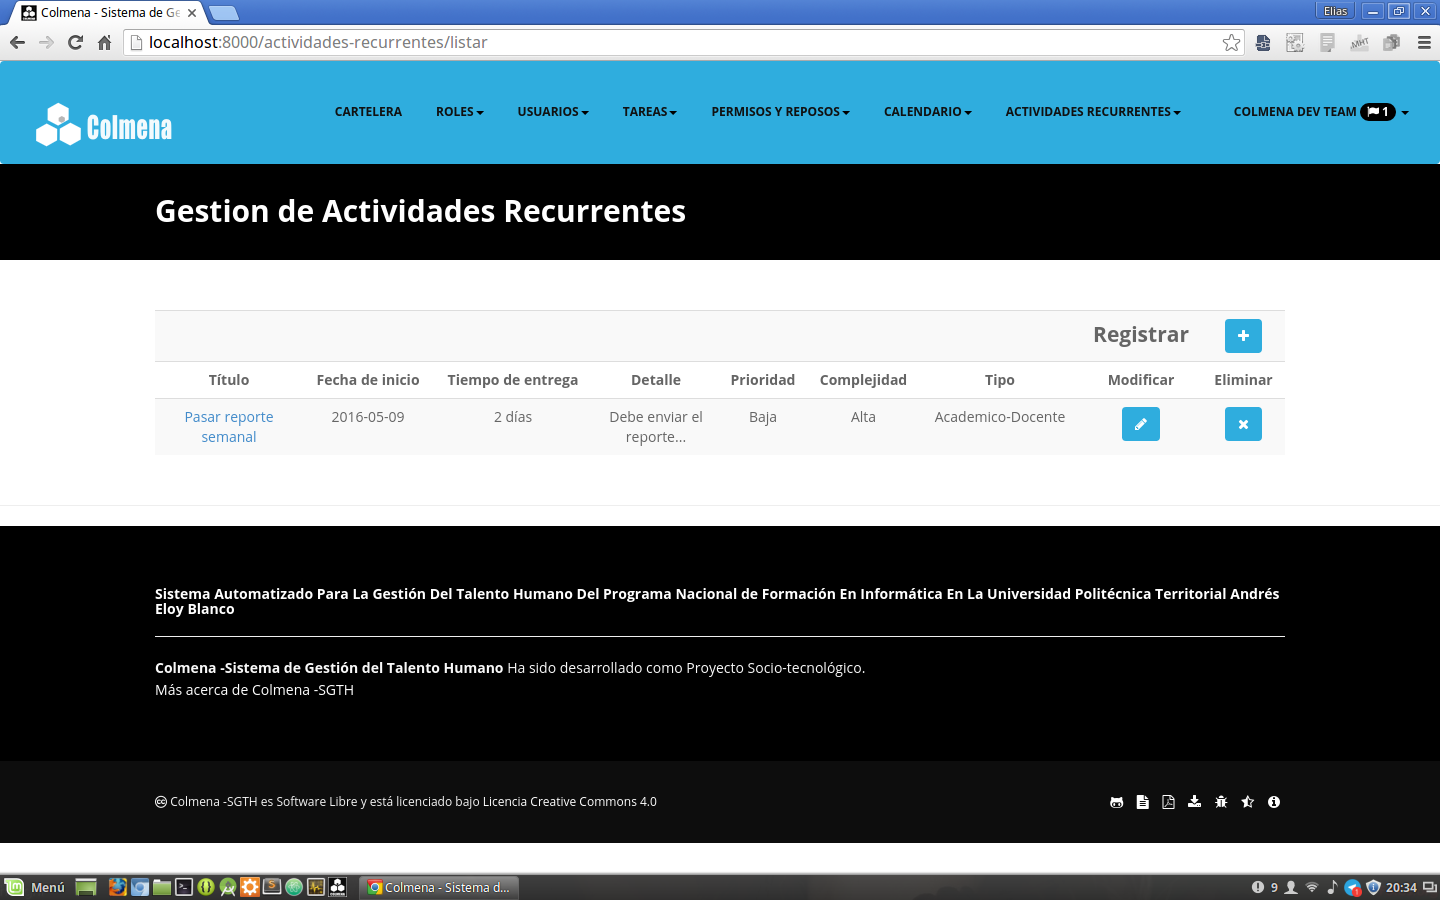 Colmena - Sistema de Ge
Elias
localhost:8000/actividades-recurrentes/listar
MHT
Colmena
CARTELERA ROLES USUARIOS TAREAS PERMISOS Y REPOSOS CALENDARIO ACTIVIDADES RECURRENTES COLMENA DEV TEAM 1
Gestion de Actividades Recurrentes
Registrar
Título Fecha de inicio Tiempo de entrega Detalle Prioridad Complejidad Tipo Modificar Eliminar
Pasar reporte semanal 2016-05-09 2 días Debe enviar el reporte... Baja Alta Academico-Docente
Sistema Automatizado Para La Gestión Del Talento Humano Del Programa Nacional de Formación En Informática En La Universidad Politécnica Territorial Andrés
Eloy Blanco
Colmena -Sistema de Gestión del Talento Humano Ha sido desarrollado como Proyecto Socio-tecnológico.
Más acerca de Colmena -SGTH
Colmena -SGTH es Software Libre y está licenciado bajo Licencia Creative Commons 4.0
Menú Colmena - Sistema d... 9 1 20:34